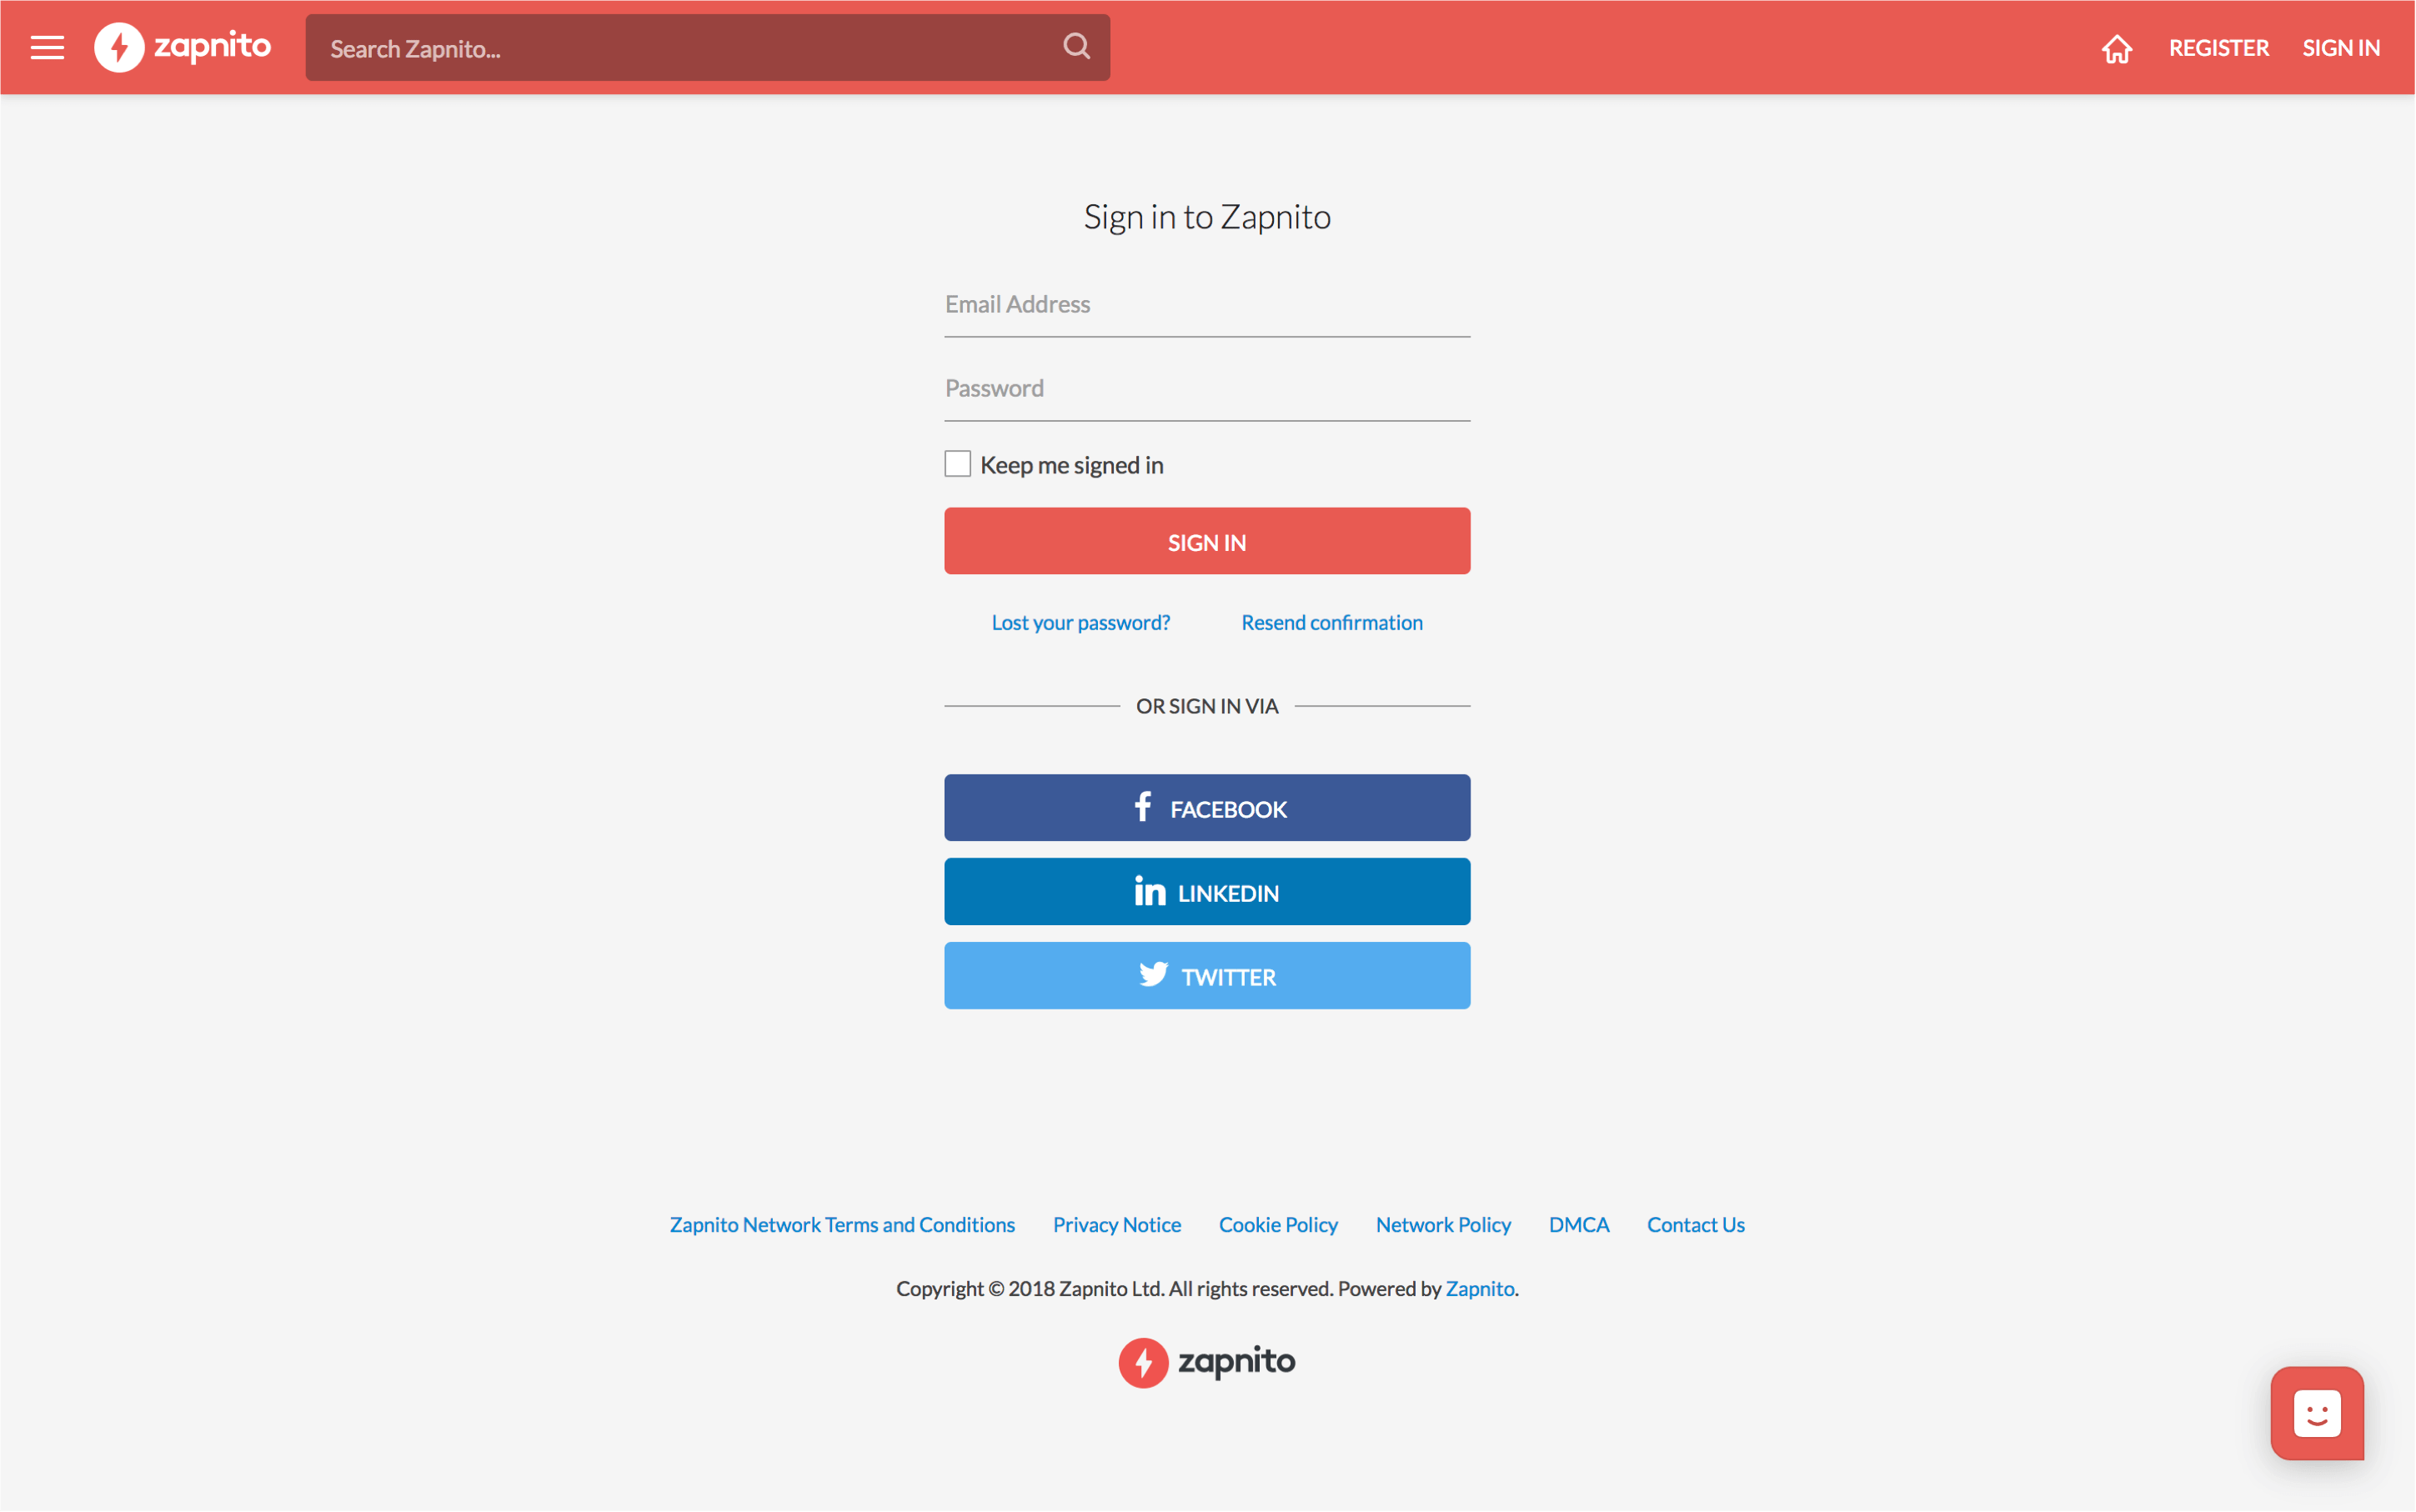 zapnito
Search Zapnito...
REGISTER
SIGN IN
Sign in to Zapnito
Email Address
Password
Keep me signed in
SIGN IN
Lost your password?
Resend confirmation
OR SIGN IN VIA
FACEBOOK
LINKEDIN
TWITTER
Zapnito Network Terms and Conditions Privacy Notice Cookie Policy Network Policy DMCA Contact Us
Copyright © 2018 Zapnito Ltd. All rights reserved. Powered by Zapnito.
zapnito